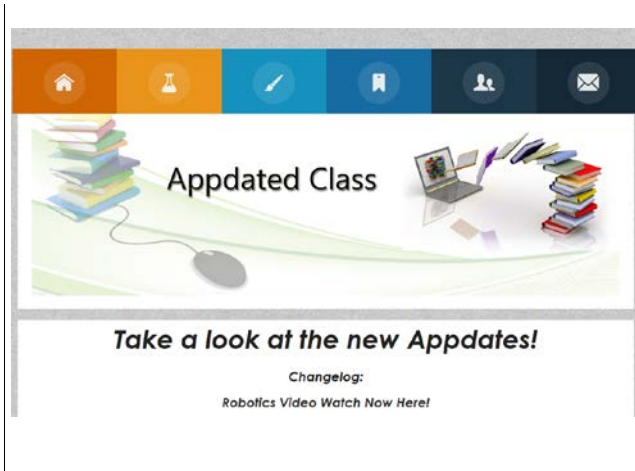 Appdated Class
Take a look at the new Appdates!
Changelog:
Robotics Video Watch Now Here!